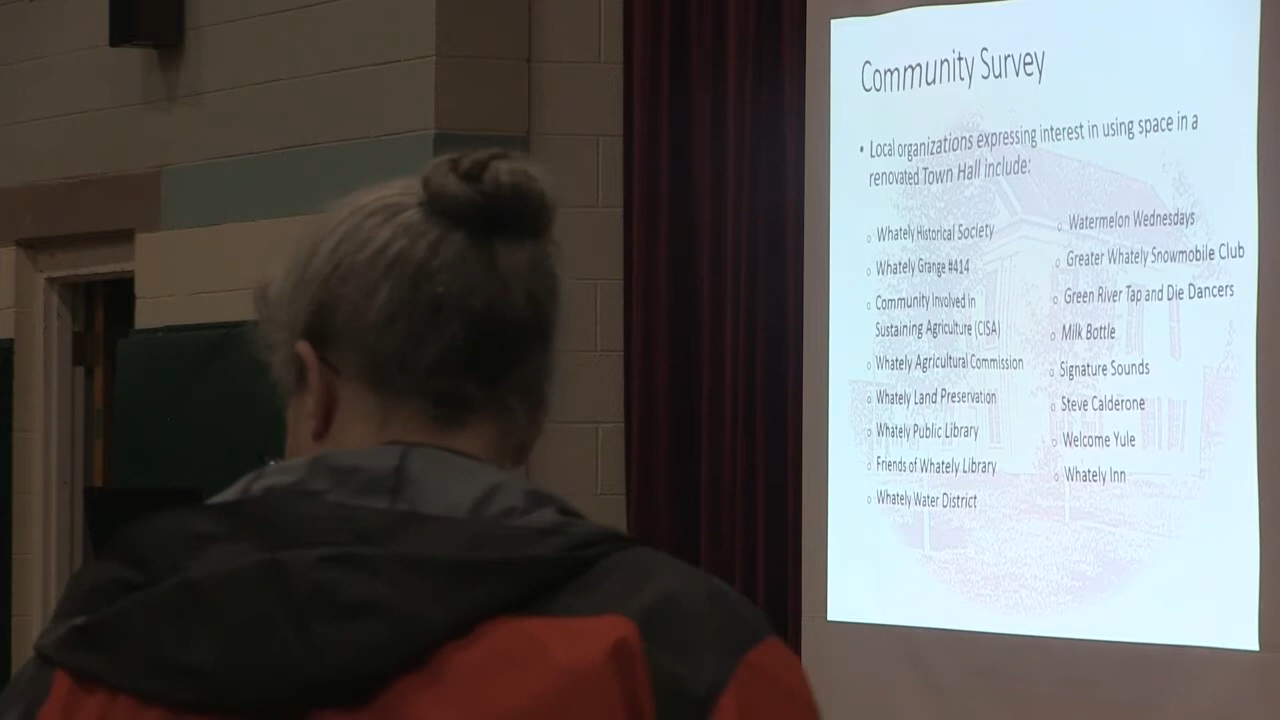 Community Survey
• Local organizations expressing interest in using space in a
renovated Town Hall include:
○ Whately Historical Society
○ Whately Grange #414
○ Community Involved in
Sustaining Agriculture (CISA)
○ Whately Agricultural Commission
○ Whately Land Preservation
○ Whately Public Library
○ Friends of Whately Library
○ Whately Water District
○ Watermelon Wednesdays
○ Greater Whately Snowmobile Club
○ Green River Tap and Die Dancers
○ Milk Bottle
○ Signature Sounds
○ Steve Calderone
○ Welcome Yule
○ Whately Inn